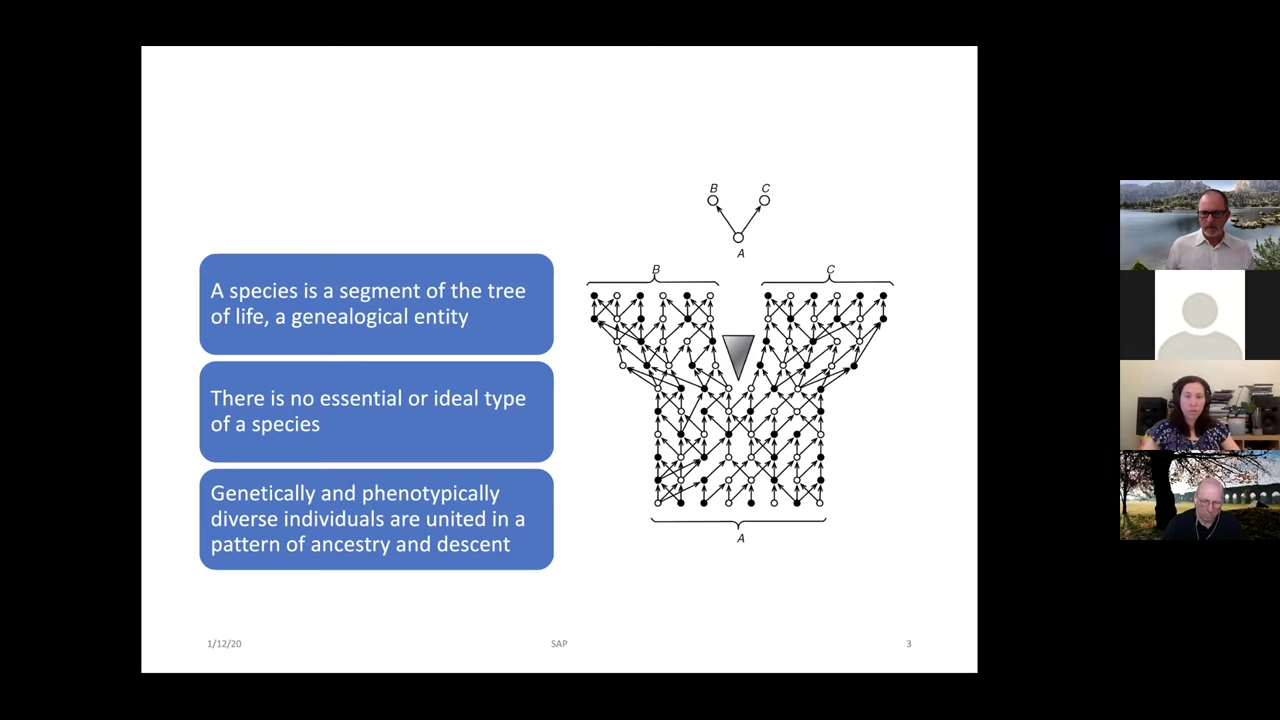 A species is a segment of the tree
of life, a genealogical entity
There is no essential or ideal type
of a species
Genetically and phenotypically
diverse individuals are united in a
pattern of ancestry and descent
B C
A
B C
A
1/12/20 SAP 3